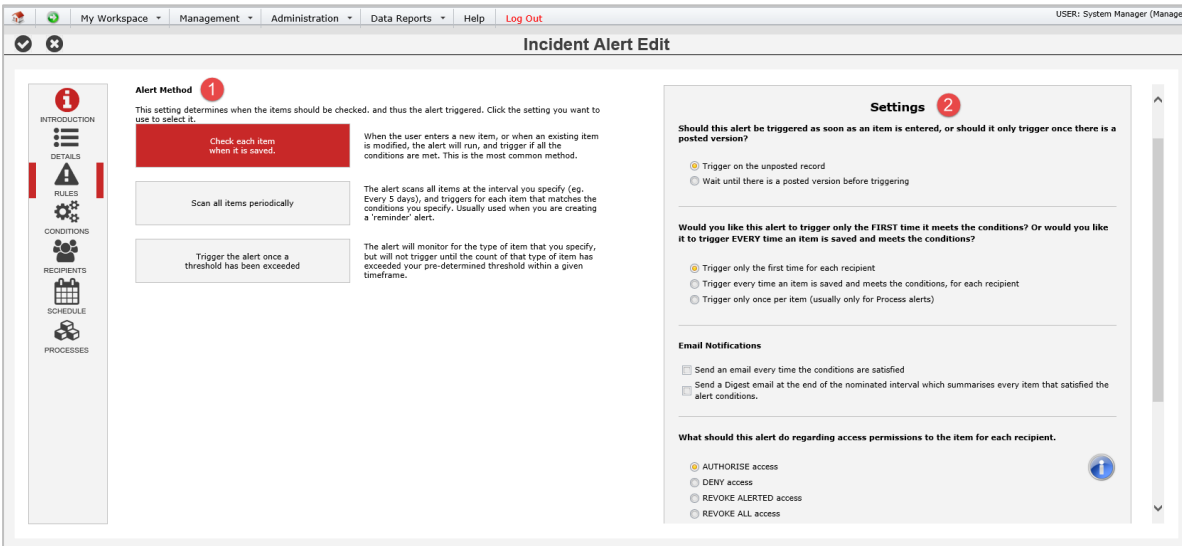 My Workspace
Management
Administration
Data Reports
Help
Log Out
USER: System Manager (Manage
Incident Alert Edit
INTRODUCTION
DETAILS
RULES
CONDITIONS
RECIPIENTS
SCHEDULE
PROCESSES
Alert Method
1
This setting determines when the items should be checked. and thus the alert triggered. Click the setting you want to
use to select it.
Check each item
when it is saved.
When the user enters a new item, or when an existing item
is modified, the alert will run, and trigger if all the
conditions are met. This is the most common method.
Scan all items periodically
The alert scans all items at the interval you specify (eg.
Every 5 days), and triggers for each item that matches the
conditions you specify. Usually used when you are creating
a 'reminder' alert.
Trigger the alert once a
threshold has been exceeded
The alert will monitor for the type of item that you specify,
but will not trigger until the count of that type of item has
exceeded your pre-determined threshold within a given
timeframe.
Settings
2
Should this alert be triggered as soon as an item is entered, or should it only trigger once there is a
posted version?
Trigger on the unposted record
Wait until there is a posted version before triggering
Would you like this alert to trigger only the FIRST time it meets the conditions? Or would you like
it to trigger EVERY time an item is saved and meets the conditions?
Trigger only the first time for each recipient
Trigger every time an item is saved and meets the conditions, for each recipient
Trigger only once per item (usually only for Process alerts)
Email Notifications
Send an email every time the conditions are satisfied
Send a Digest email at the end of the nominated interval which summarises every item that satisfied the
alert conditions.
What should this alert do regarding access permissions to the item for each recipient.
AUTHORISE access
DENY access
REVOKE ALERTED access
REVOKE ALL access